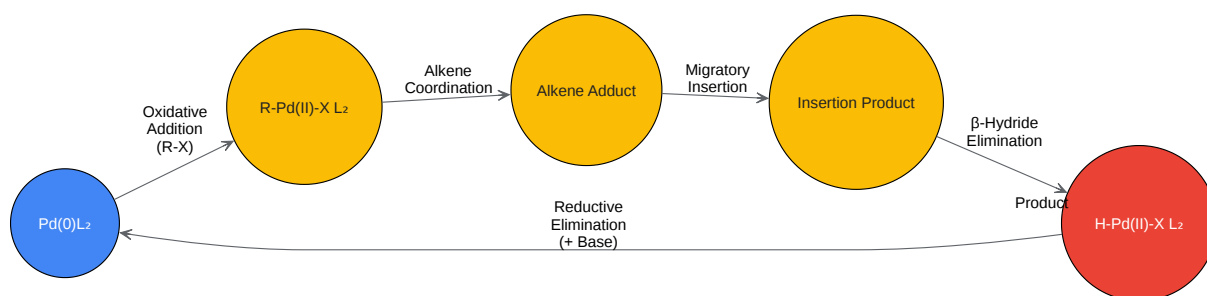 Oxidative
Addition
(R-X)
Pd(0)L₂
R-Pd(II)-X L₂
Alkene
Coordination
Alkene Adduct
Migratory
Insertion
Insertion Product
β-Hydride
Elimination
Product
H-Pd(II)-X L₂
Reductive
Elimination
(+ Base)